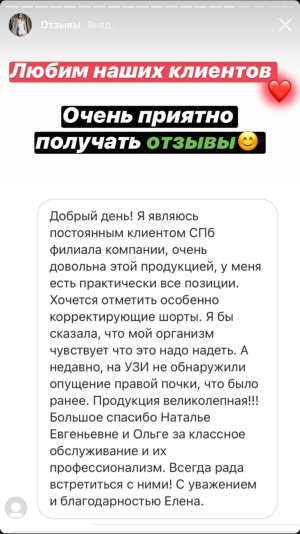 Отзывы 9нед.
Любим наших клиентов
Очень приятно
получать отзывы
Добрый день! Я являюсь
постоянным клиентом СПб
филиала компании, очень
довольна этой продукцией, у меня
есть практически все позиции.
Хочется отметить особенно
корректирующие шорты. Я бы
сказала, что мой организм
чувствует что это надо надеть. А
недавно, на УЗИ не обнаружили
опущение правой почки, что было
ранее. Продукция великолепная!!!
Большое спасибо Наталье
Евгеньевне и Ольге за классное
обслуживание и их
профессионализм. Всегда рада
встретиться с ними! С уважением
и благодарностью Елена.